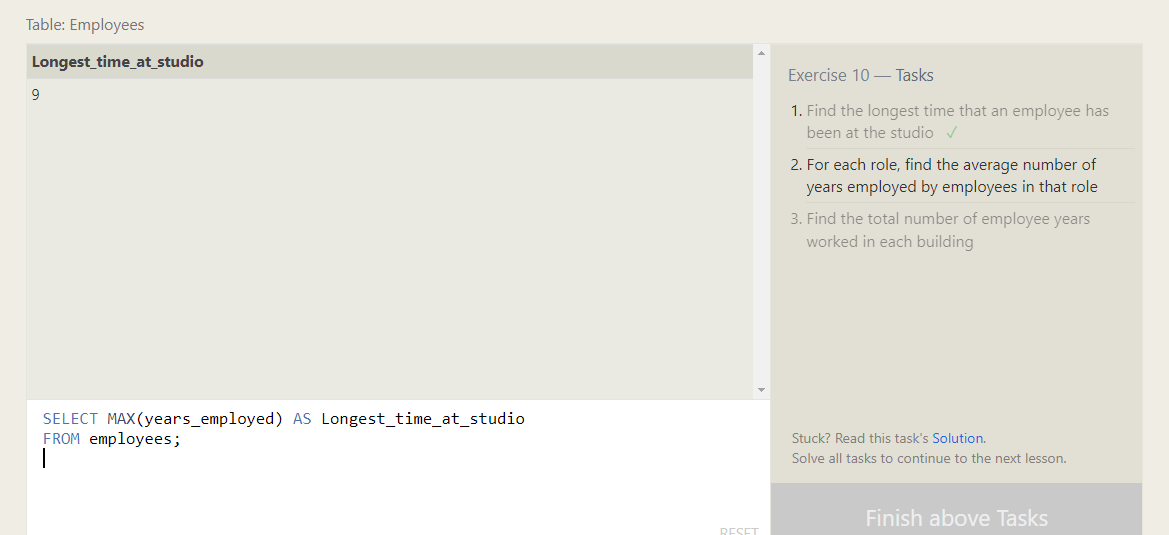 Table: Employees
Longest_time_at_studio
9
SELECT MAX(years_employed) AS Longest_time_at_studio
FROM employees;
RESET
Exercise 10 — Tasks
1. Find the longest time that an employee has
been at the studio ✓
2. For each role, find the average number of
years employed by employees in that role
3. Find the total number of employee years
worked in each building
Stuck? Read this task's Solution.
Solve all tasks to continue to the next lesson.
Finish above Tasks